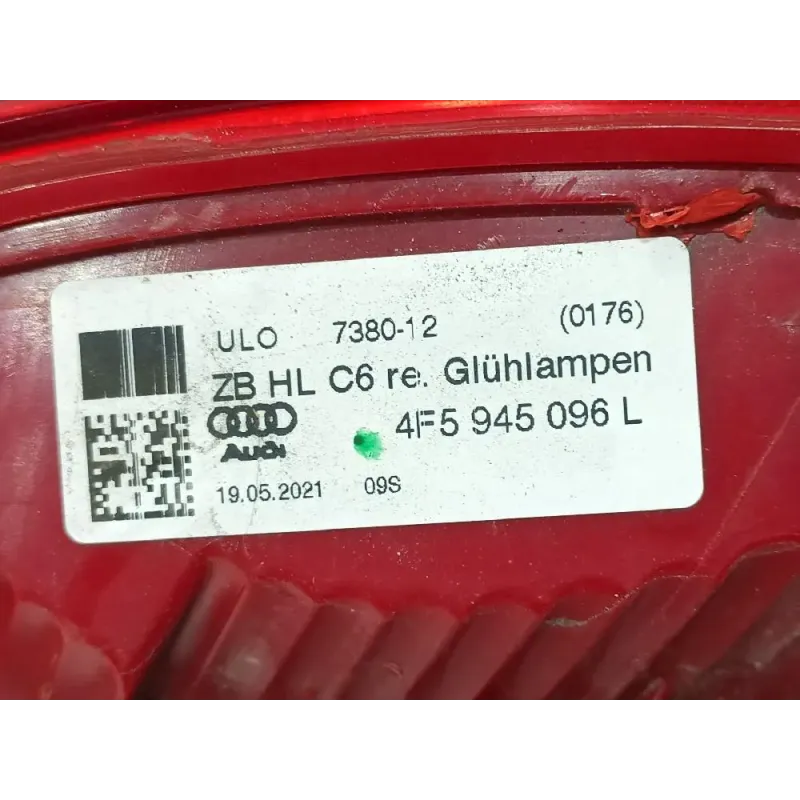 ULO 7380-12 (0176)
ZB HL C6 re. Glühlampen
4F5 945 096 L
Audi
19.05.2021 09S